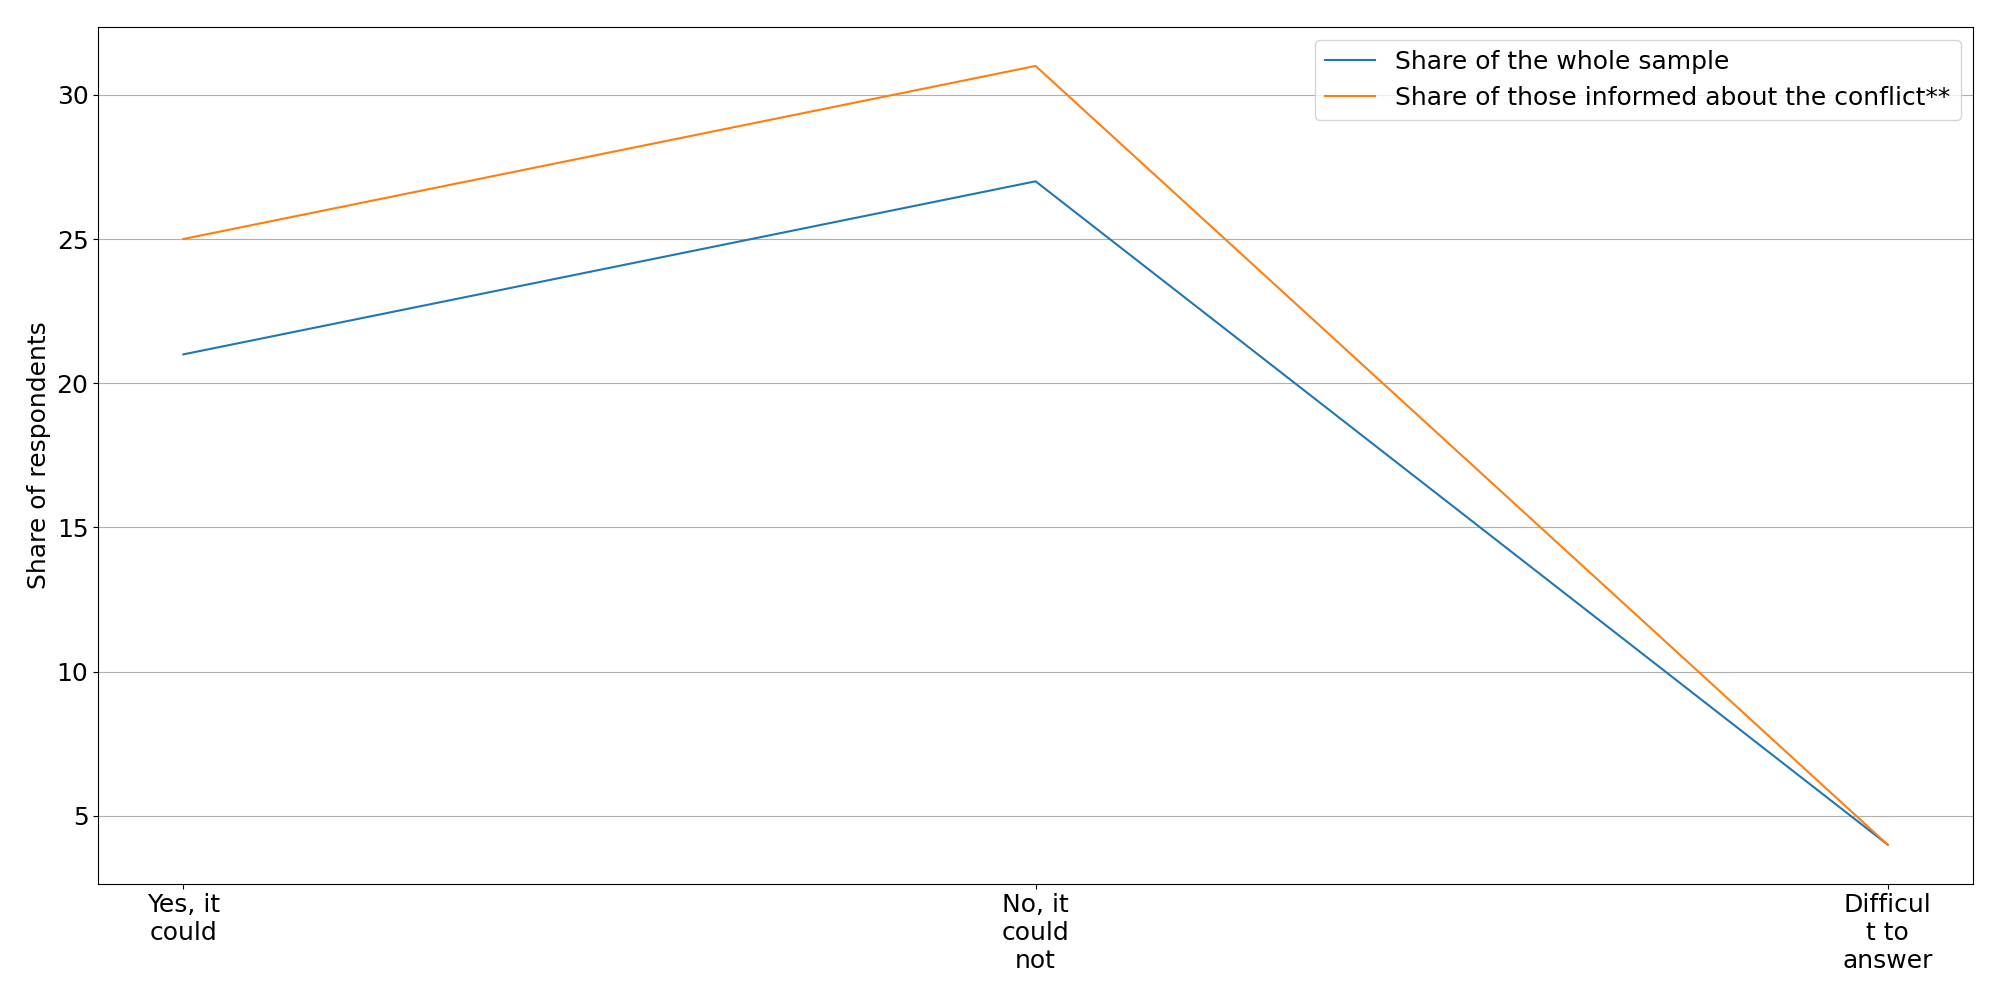 Share of the whole sample
Share of those informed about the conflict**
Share of respondents
30
25
20
15
10
5
Yes, it
could
No, it
could
not
Difficul
t to
answer